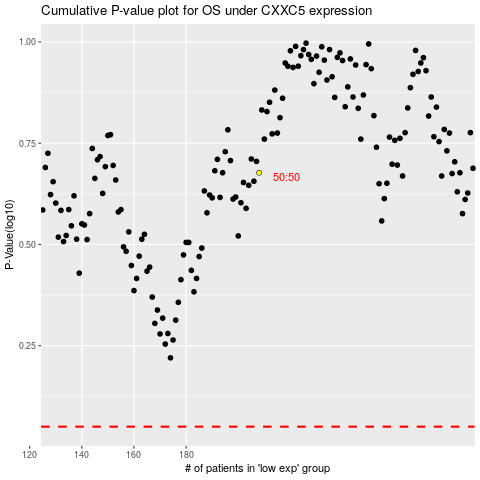 Cumulative P-value plot for OS under CXXC5 expression
P-Value(log10)
1.00
0.75
0.50
0.25
50:50
120 140 160 180
# of patients in 'low exp' group